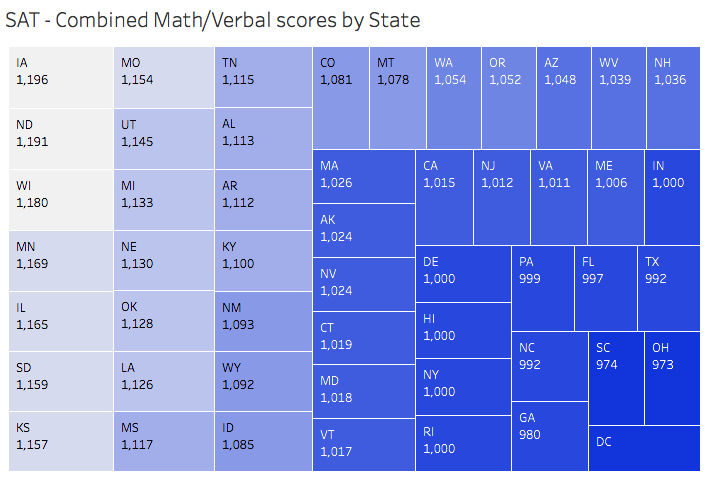 SAT - Combined Math/Verbal scores by State
IA
1,196
ND
1,191
WI
1,180
MN
1,169
IL
1,165
SD
1,159
KS
1,157
MO
1,154
UT
1,145
MI
1,133
NE
1,130
OK
1,128
LA
1,126
MS
1,117
TN
1,115
AL
1,113
AR
1,112
KY
1,100
NM
1,093
WY
1,092
ID
1,085
CO
1,081
MT
1,078
WA
1,054
OR
1,052
AZ
1,048
WV
1,039
NH
1,036
MA
1,026
AK
1,024
NV
1,024
CT
1,019
MD
1,018
VT
1,017
CA
1,015
NJ
1,012
VA
1,011
ME
1,006
IN
1,000
DE
1,000
HI
1,000
NY
1,000
RI
1,000
PA
999
FL
997
TX
992
NC
992
GA
980
SC
974
OH
973
DC